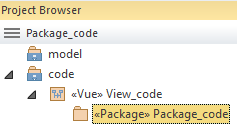 Project Browser
Package_code
model
code
«Vue» View_code
«Package» Package_code